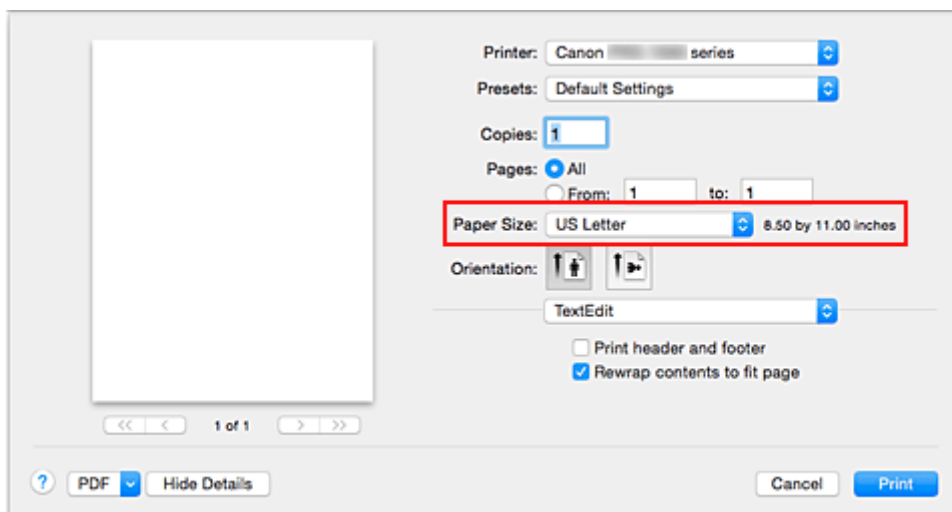 Printer: Canon series
Presets: Default Settings
Copies: 1
Pages: All
From: 1 to: 1
Paper Size: US Letter 8.50 by 11.00 inches
Orientation:
TextEdit
Print header and footer
Rewrap contents to fit page
<< < 1 of 1 > >>
? PDF Hide Details Cancel Print